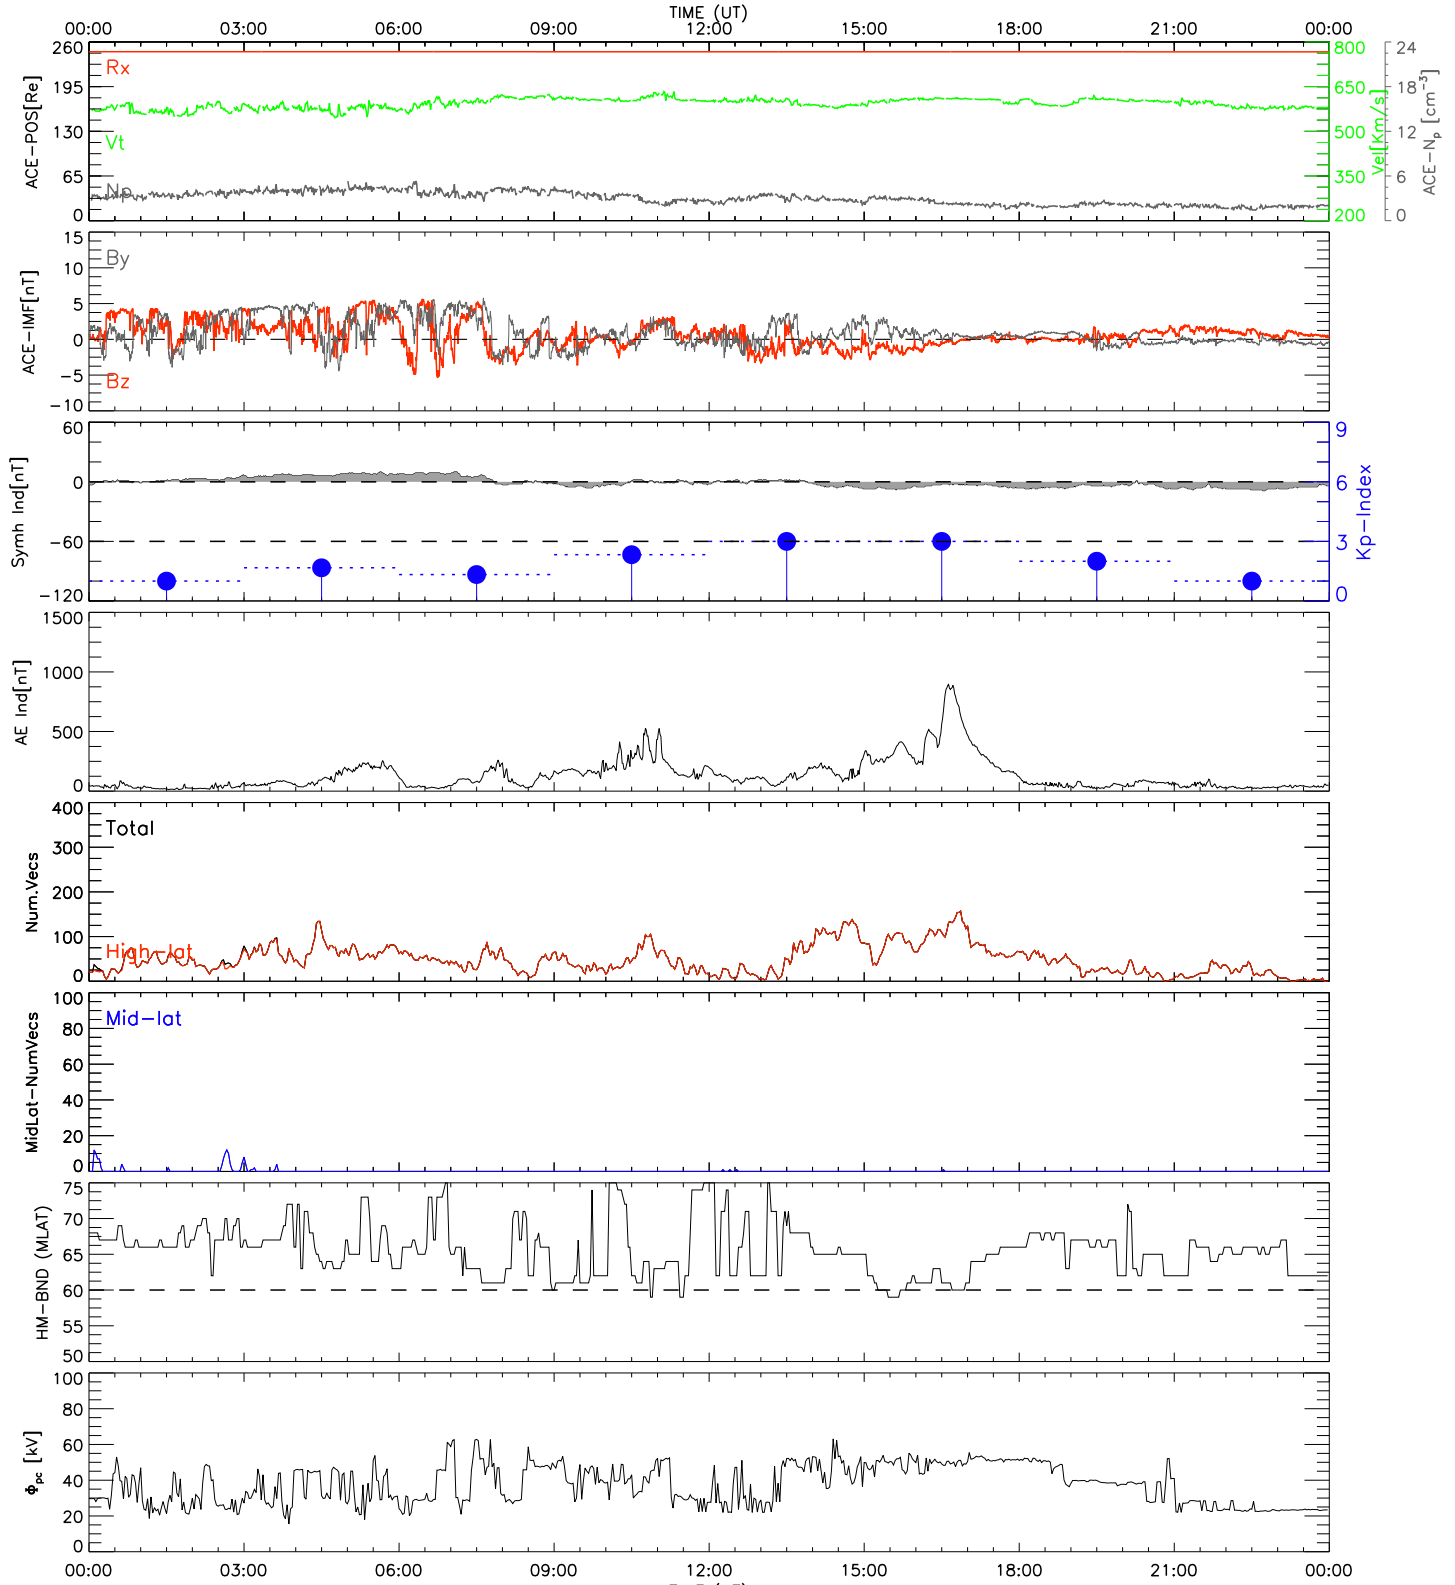 TIME (UT)
00:00 03:00 06:00 09:00 12:00 15:00 18:00 21:00 00:00
ACE-POS[Re]
260
195
130
65
0
Rx
Vt
Np
800
650
500
350
200
Vel[Km/s]
24
18
12
6
0
ACE-Np [cm-3]
ACE-IMF[nT]
15
10
5
0
-5
-10
By
Bz
Symh Ind[nT]
60
0
-60
-120
9
6
3
0
Kp-Index
AE Ind[nT]
1500
1000
500
0
Num.Vecs
400
300
200
100
0
Total
High-lat
MidLat-NumVecs
100
80
60
40
20
0
Mid-lat
HM-BND (MLAT)
75
70
65
60
55
50
Φpc [kV]
100
80
60
40
20
0
00:00 03:00 06:00 09:00 12:00 15:00 18:00 21:00 00:00